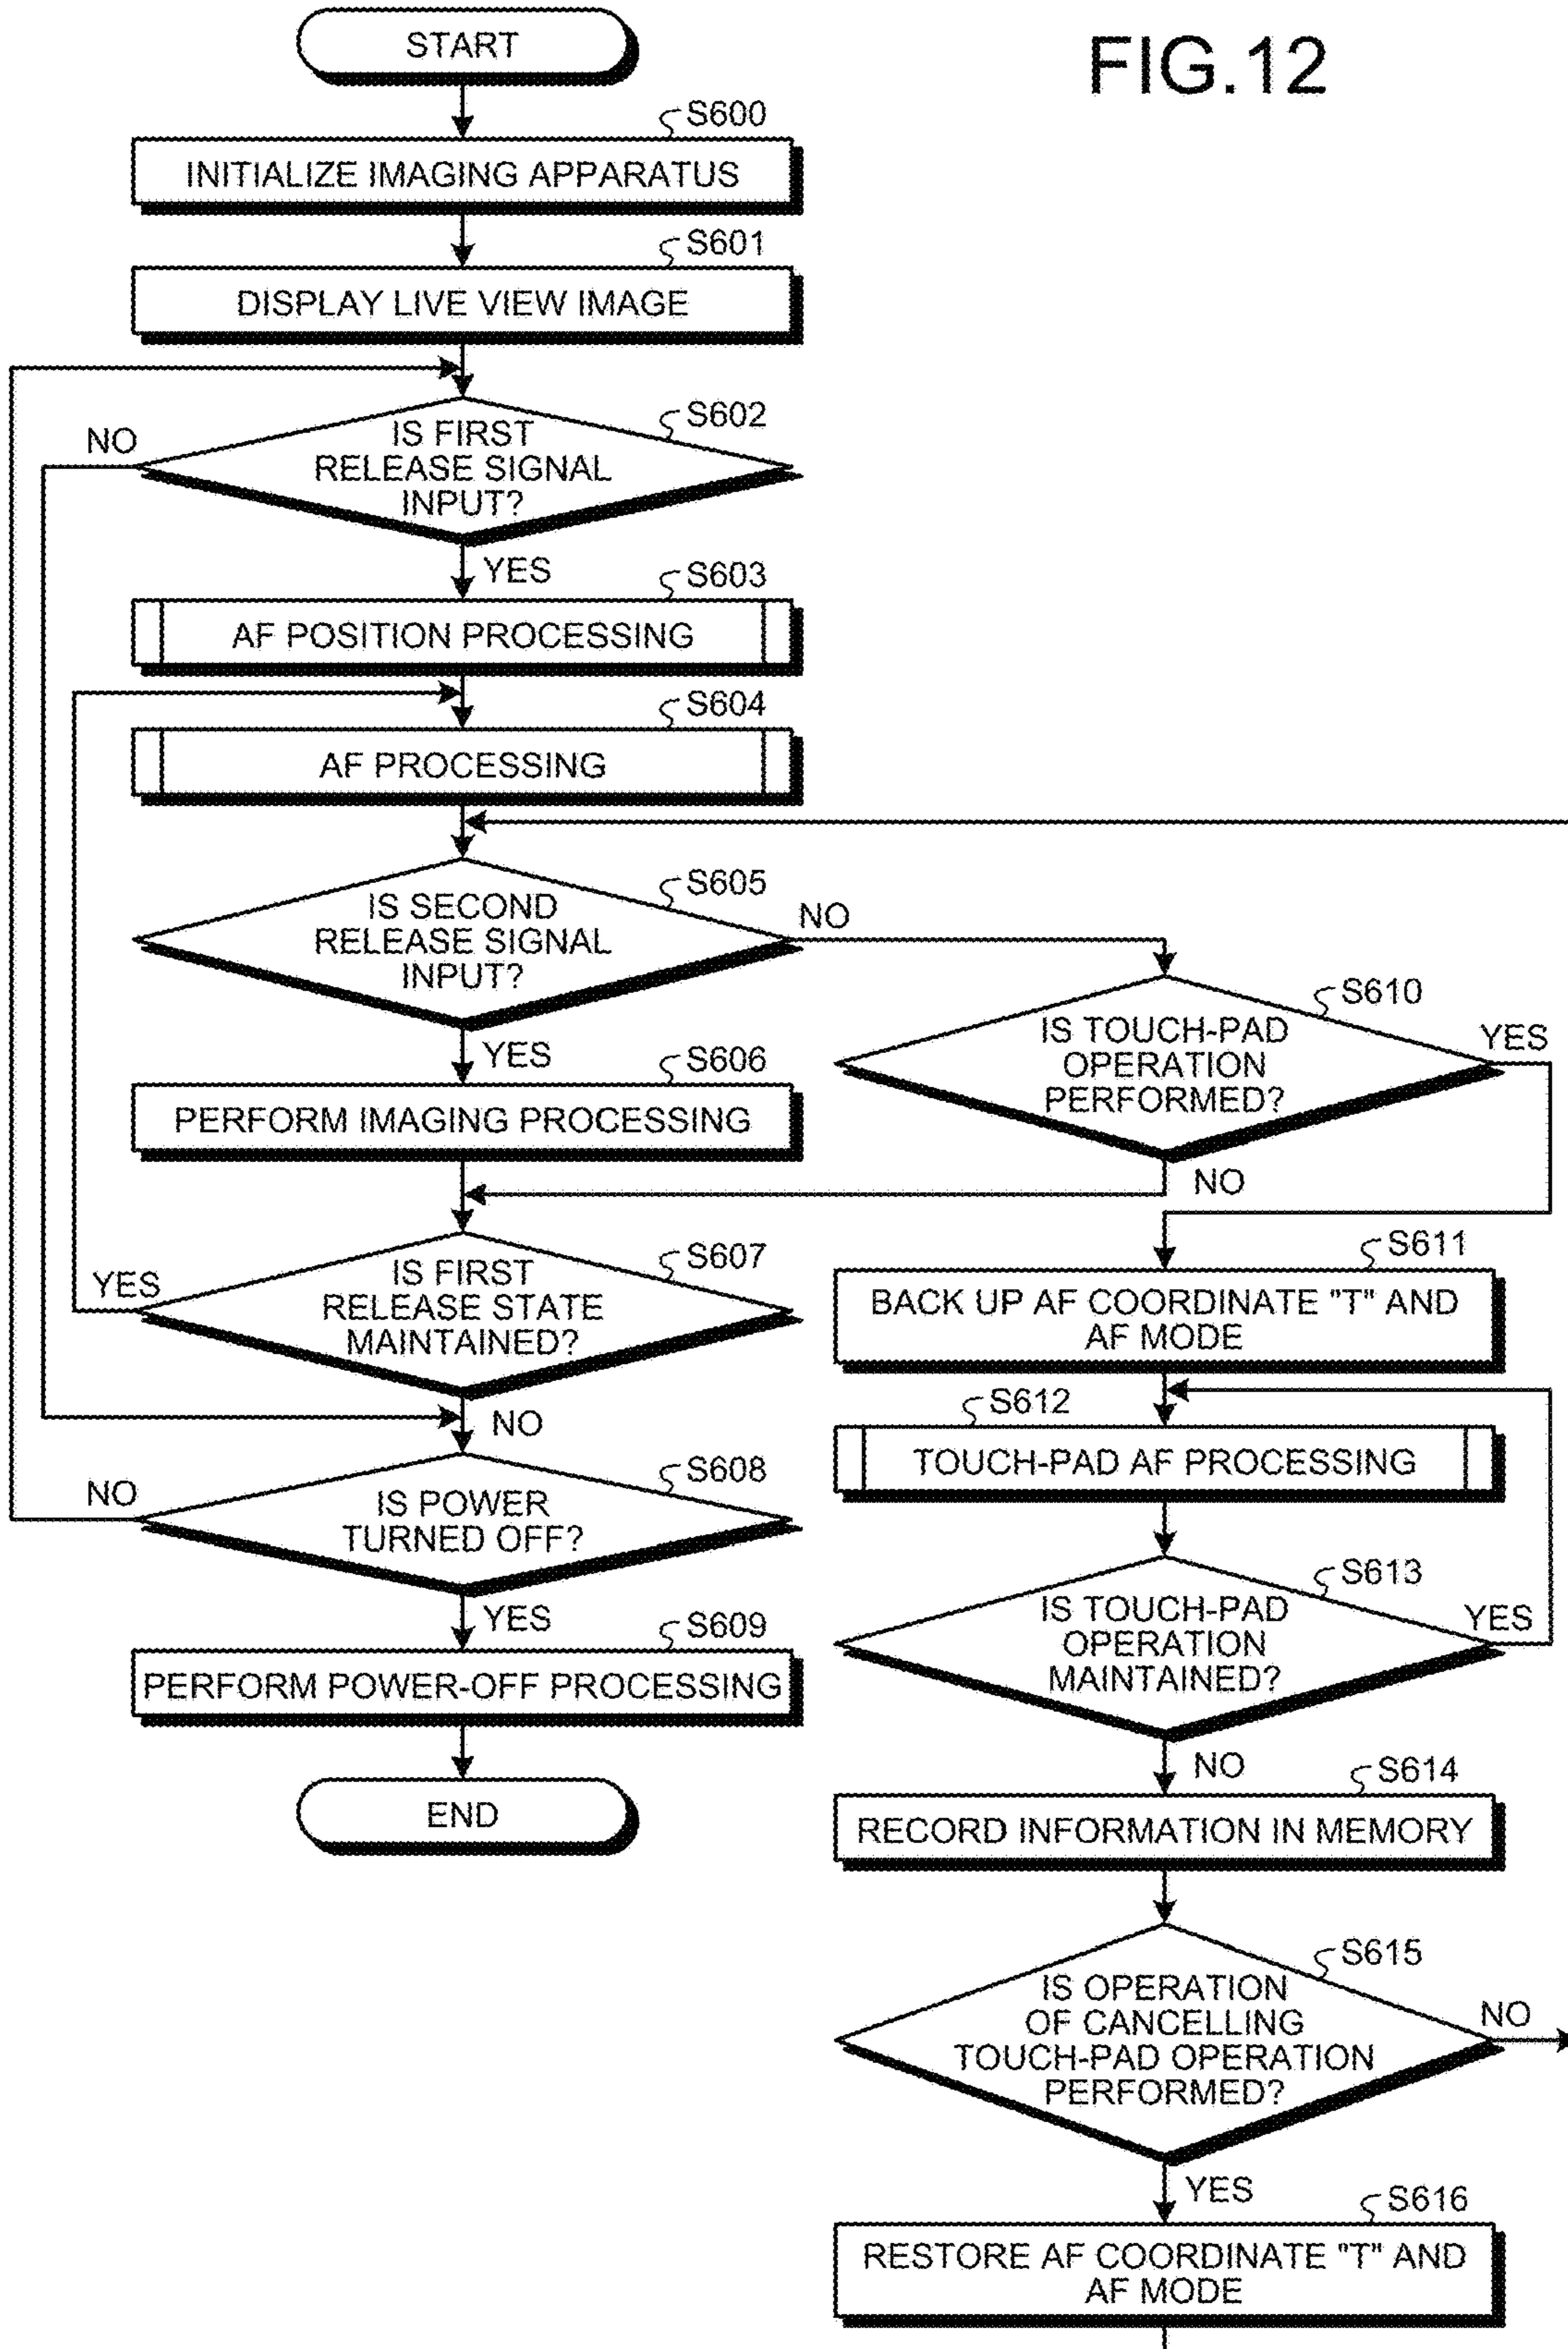 FIG.12
START
S600
INITIALIZE IMAGING APPARATUS
S601
DISPLAY LIVE VIEW IMAGE
S602
NO
IS FIRST
RELEASE SIGNAL
INPUT?
YES
S603
AF POSITION PROCESSING
S604
AF PROCESSING
S605
IS SECOND
RELEASE SIGNAL
INPUT?
NO
YES
S606
PERFORM IMAGING PROCESSING
S607
YES
IS FIRST
RELEASE STATE
MAINTAINED?
NO
S608
NO
IS POWER
TURNED OFF?
YES
S609
PERFORM POWER-OFF PROCESSING
END
S610
IS TOUCH-PAD
OPERATION
PERFORMED?
YES
NO
S611
BACK UP AF COORDINATE "T" AND
AF MODE
S612
TOUCH-PAD AF PROCESSING
S613
IS TOUCH-PAD
OPERATION
MAINTAINED?
YES
NO
S614
RECORD INFORMATION IN MEMORY
S615
IS OPERATION
OF CANCELLING
TOUCH-PAD OPERATION
PERFORMED?
NO
YES
S616
RESTORE AF COORDINATE "T" AND
AF MODE